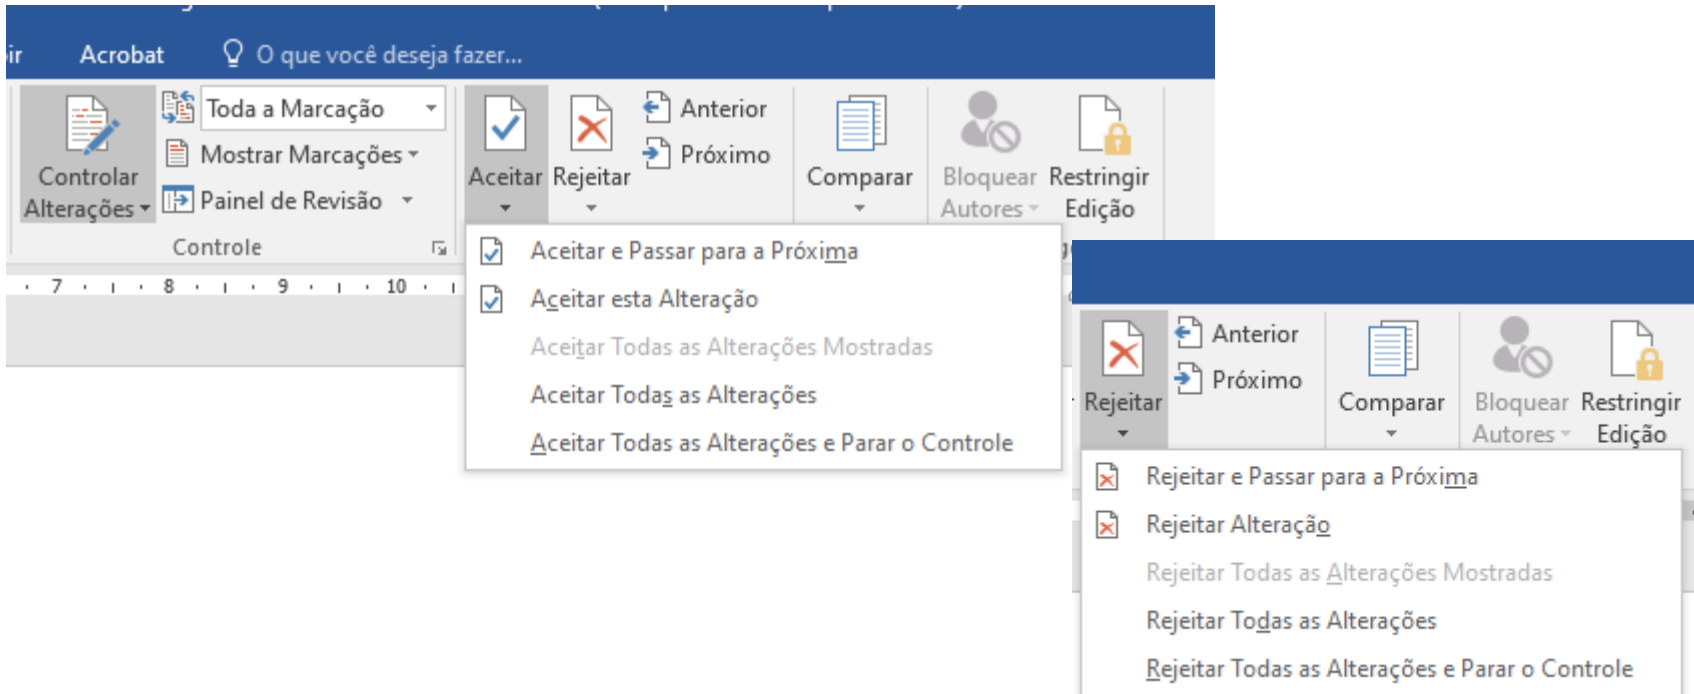 Acrobat O que você deseja fazer...
Controlar Alterações
Toda a Marcação
Mostrar Marcações
Painel de Revisão
Controle
Aceitar
Rejeitar
Anterior
Próximo
Comparar
Bloquear Autores
Restringir Edição
7 8 9 10
Aceitar e Passar para a Próxima
Aceitar esta Alteração
Aceitar Todas as Alterações Mostradas
Aceitar Todas as Alterações
Aceitar Todas as Alterações e Parar o Controle
Rejeitar
Anterior
Próximo
Comparar
Bloquear Autores
Restringir Edição
Rejeitar e Passar para a Próxima
Rejeitar Alteração
Rejeitar Todas as Alterações Mostradas
Rejeitar Todas as Alterações
Rejeitar Todas as Alterações e Parar o Controle